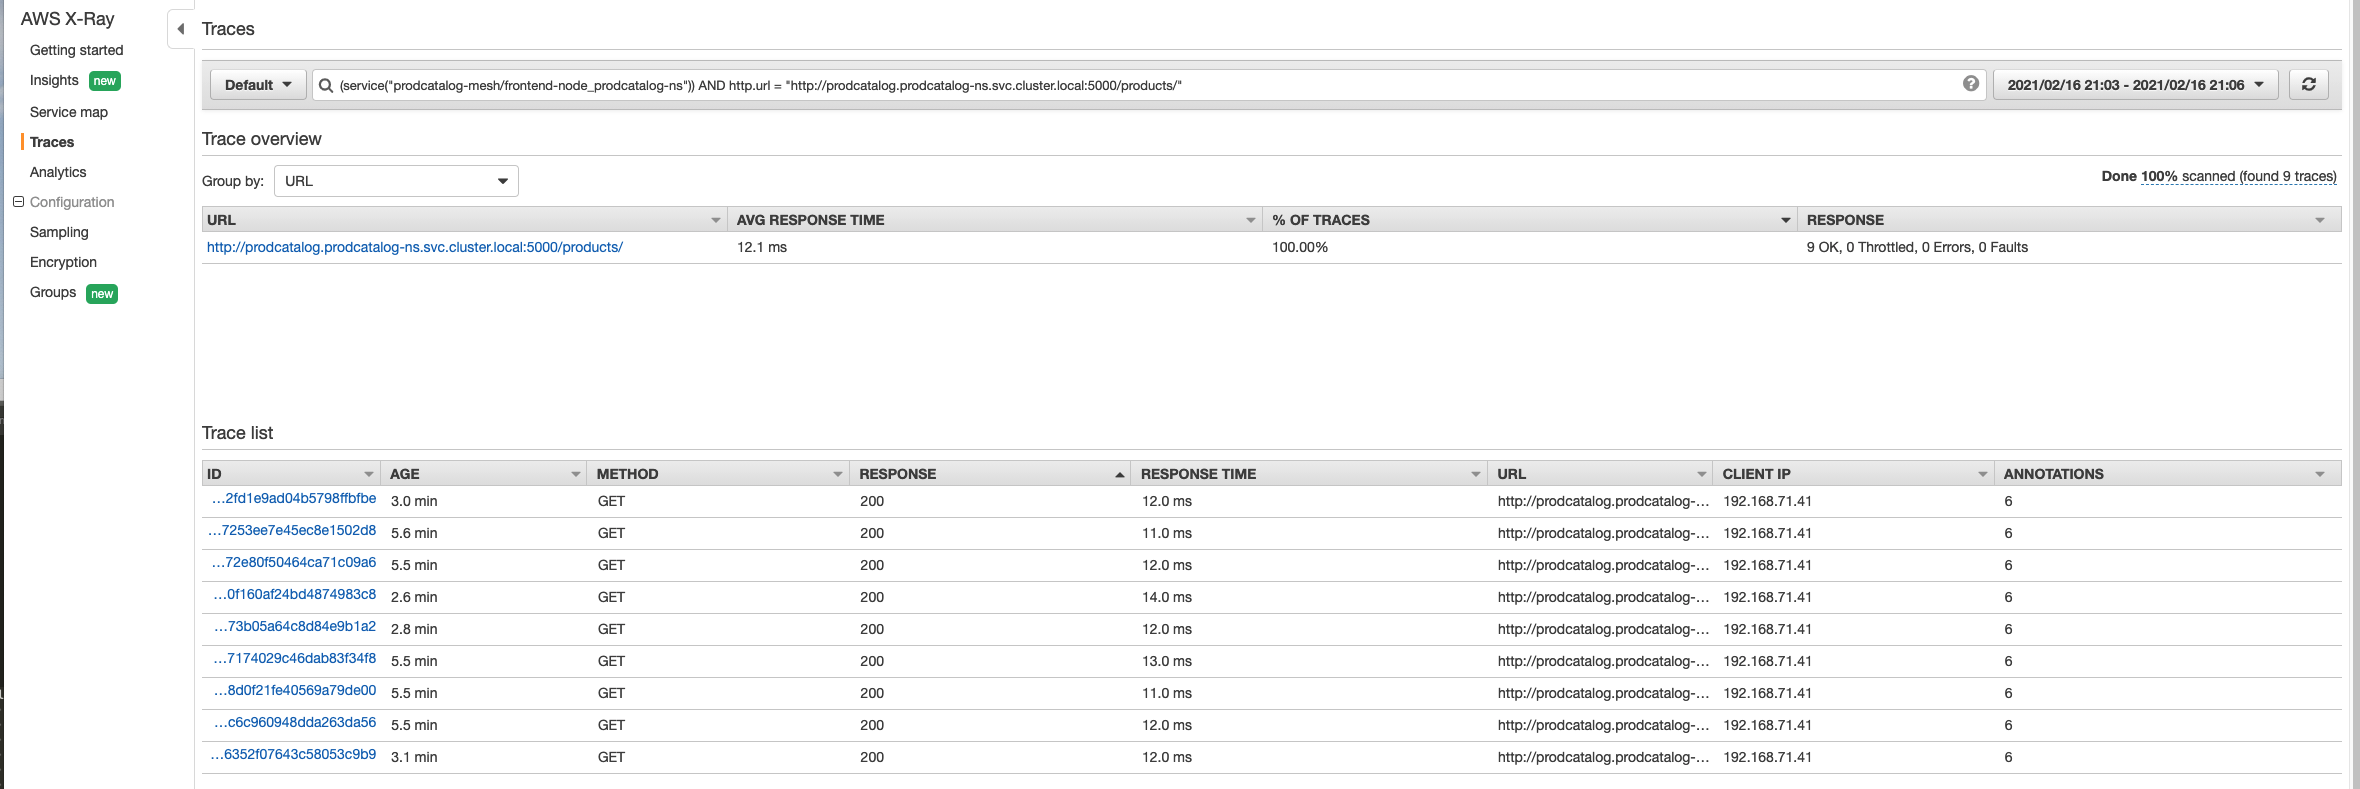 AWS X-Ray
Getting started
Insights new
Service map
Traces
Analytics
Configuration
Sampling
Encryption
Groups new
Traces
Default (service("prodcatalog-mesh/frontend-node_prodcatalog-ns")) AND http.url = "http://prodcatalog.prodcatalog-ns.svc.cluster.local:5000/products/" ? 2021/02/16 21:03 - 2021/02/16 21:06
Trace overview
Group by: URL
Done 100% scanned (found 9 traces)
URL AVG RESPONSE TIME % OF TRACES RESPONSE
http://prodcatalog.prodcatalog-ns.svc.cluster.local:5000/products/ 12.1 ms 100.00% 9 OK, 0 Throttled, 0 Errors, 0 Faults
Trace list
ID AGE METHOD RESPONSE RESPONSE TIME URL CLIENT IP ANNOTATIONS
...2fd1e9ad04b5798ffbfbe 3.0 min GET 200 12.0 ms http://prodcatalog.prodcatalog-... 192.168.71.41 6
...7253ee7e45ec8e1502d8 5.6 min GET 200 11.0 ms http://prodcatalog.prodcatalog-... 192.168.71.41 6
...72e80f50464ca71c09a6 5.5 min GET 200 12.0 ms http://prodcatalog.prodcatalog-... 192.168.71.41 6
...0f160af24bd4874983c8 2.6 min GET 200 14.0 ms http://prodcatalog.prodcatalog-... 192.168.71.41 6
...73b05a64c8d84e9b1a2 2.8 min GET 200 12.0 ms http://prodcatalog.prodcatalog-... 192.168.71.41 6
...7174029c46dab83f34f8 5.5 min GET 200 13.0 ms http://prodcatalog.prodcatalog-... 192.168.71.41 6
...8d0f21fe40569a79de00 5.5 min GET 200 11.0 ms http://prodcatalog.prodcatalog-... 192.168.71.41 6
...c6c960948dda263da56 5.5 min GET 200 12.0 ms http://prodcatalog.prodcatalog-... 192.168.71.41 6
...6352f07643c58053c9b9 3.1 min GET 200 12.0 ms http://prodcatalog.prodcatalog-... 192.168.71.41 6